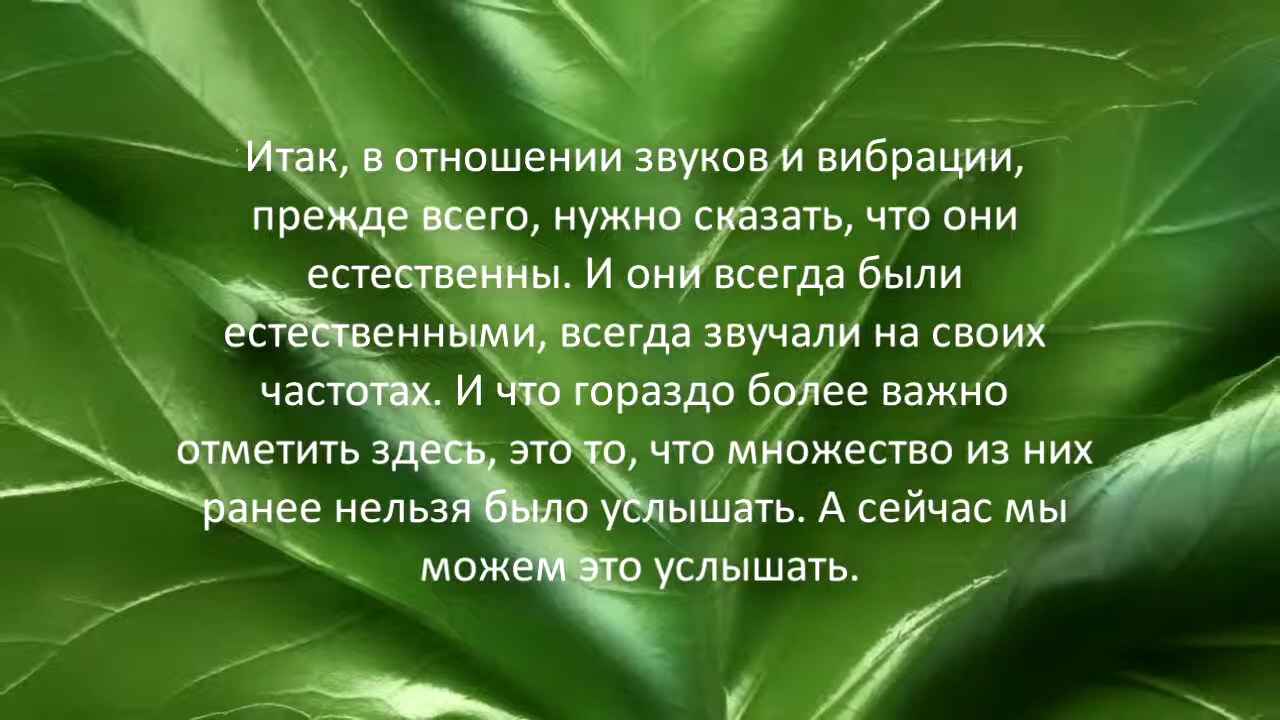 Итак, в отношении звуков и вибрации,
прежде всего, нужно сказать, что они
естественны. И они всегда были
естественными, всегда звучали на своих
частотах. И что гораздо более важно
отметить здесь, это то, что множество из них
ранее нельзя было услышать. А сейчас мы
можем это услышать.